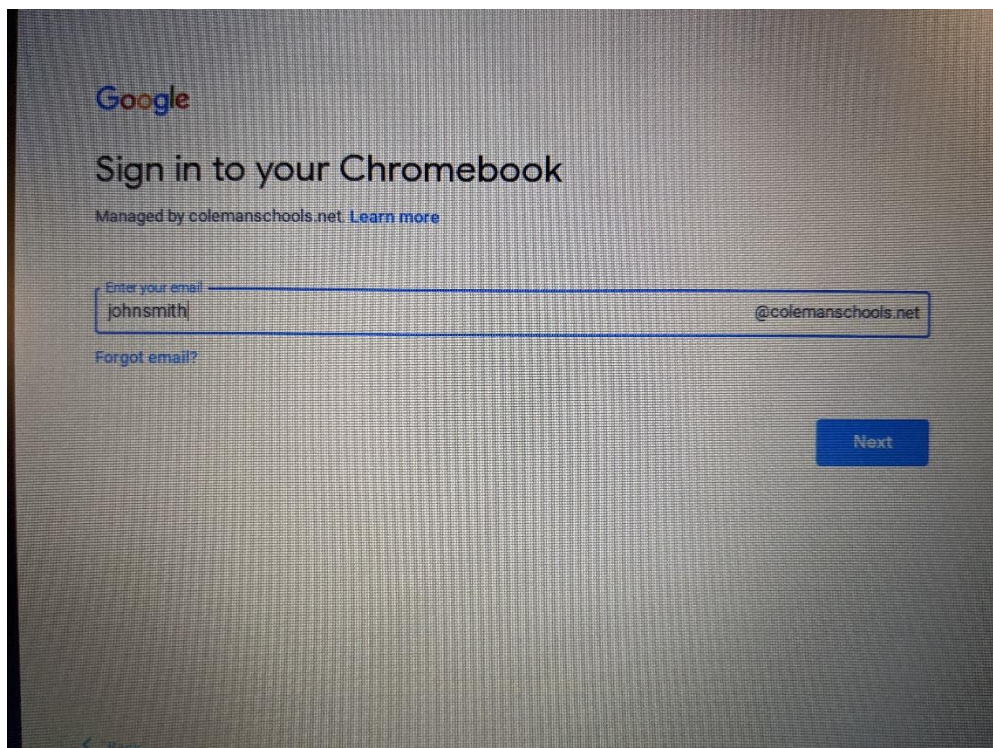 Google
Sign in to your Chromebook
Managed by colemanschools.net. Learn more
Enter your email
johnsmith @colemanschools.net
Forgot email?
Next